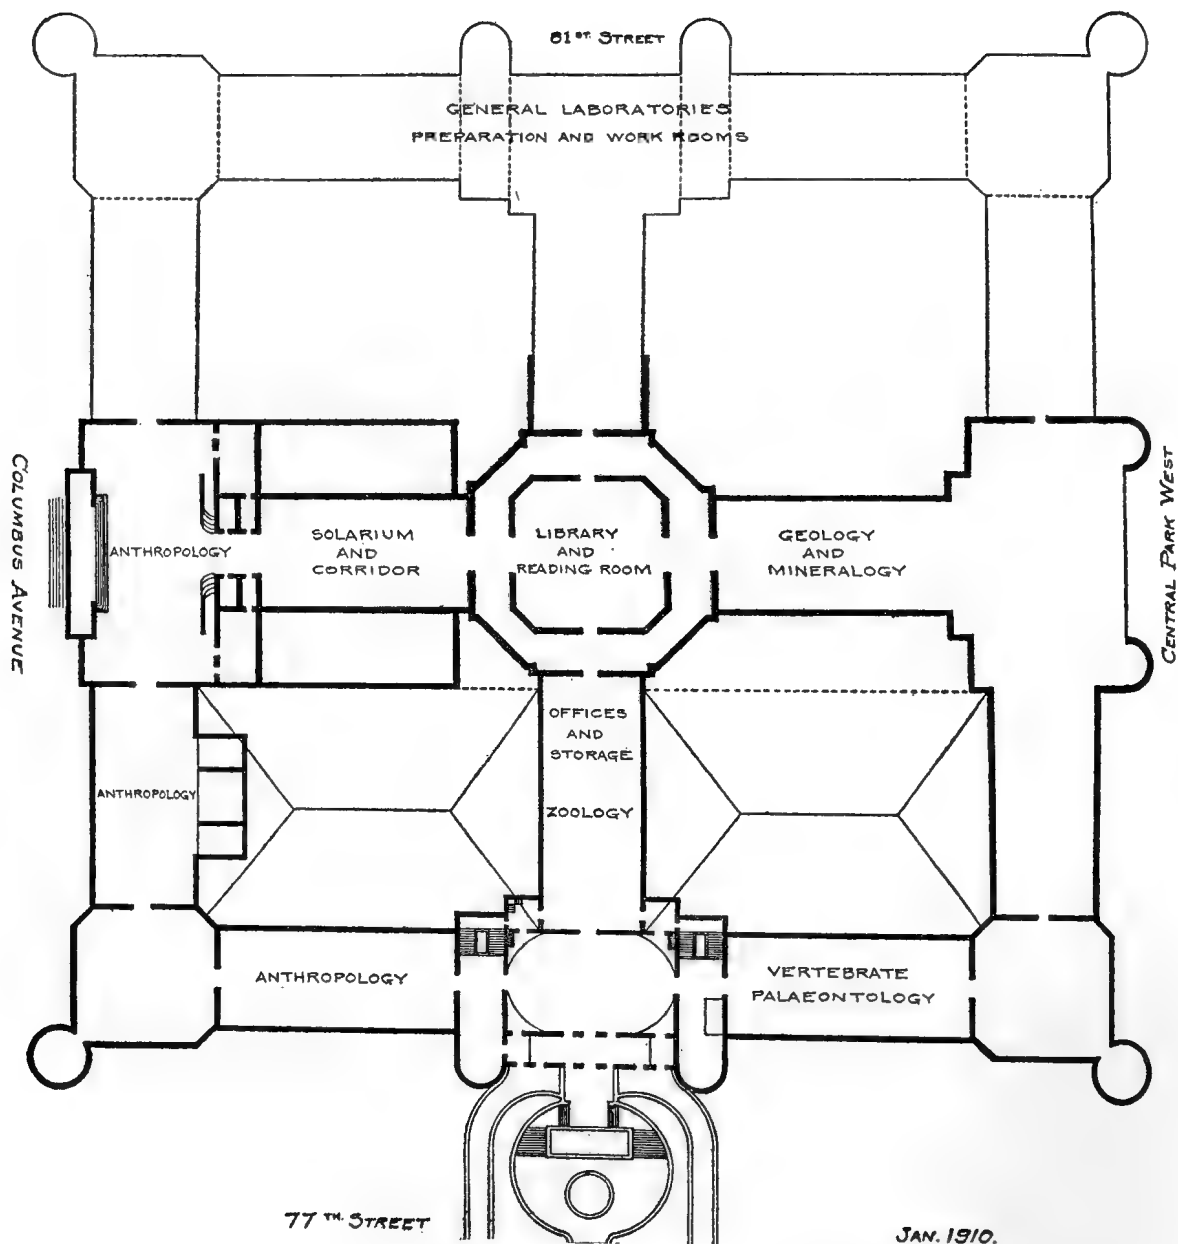 81ST. STREET
GENERAL LABORATORIES
PREPARATION AND WORK ROOMS
COLUMBUS AVENUE
ANTHROPOLOGY
SOLARIUM
AND
CORRIDOR
LIBRARY
AND
READING ROOM
GEOLOGY
AND
MINERALOGY
CENTRAL PARK WEST
OFFICES
AND
STORAGE
ZOOLOGY
ANTHROPOLOGY
ANTHROPOLOGY
VERTEBRATE
PALAEONTOLOGY
77TH. STREET
JAN. 1910.